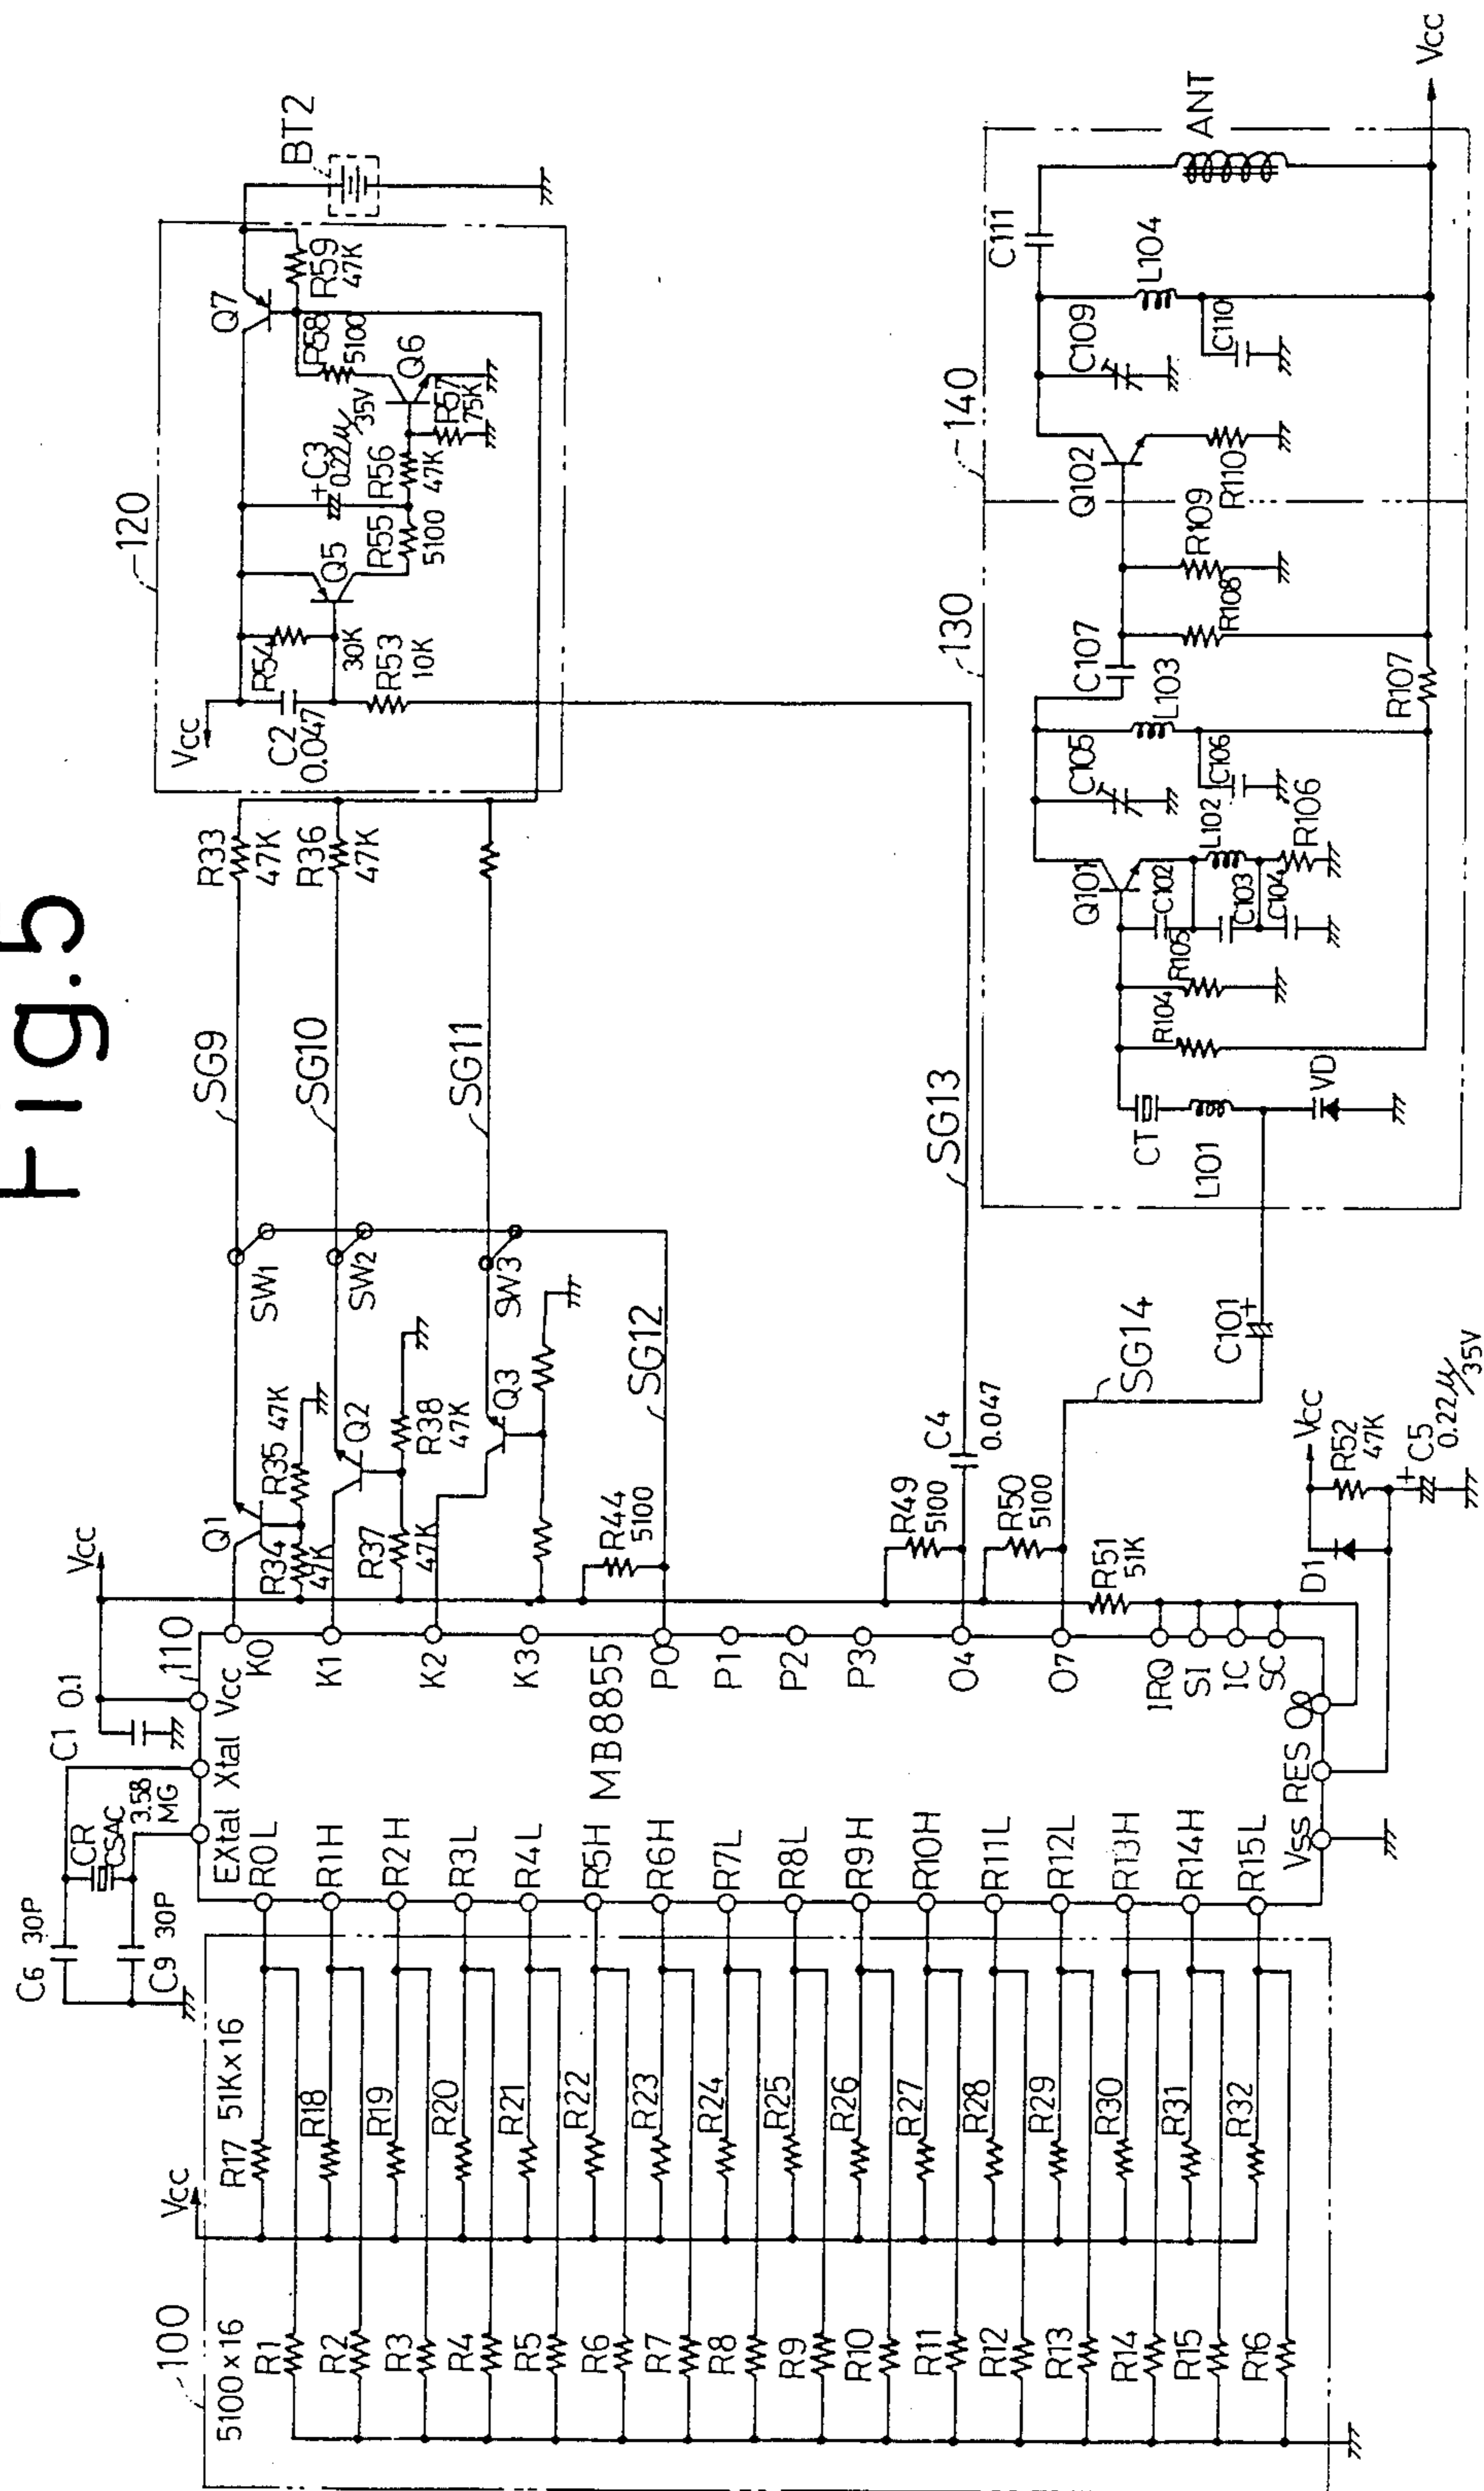 Fig.5
100
5100x16
Vcc
R17 51Kx16
R1
R2
R3
R4
R5
R6
R7
R8
R9
R10
R11
R12
R13
R14
R15
R16
R18
R19
R20
R21
R22
R23
R24
R25
R26
R27
R28
R29
R30
R31
R32
C6 30P
C9 30P
CR
CSAC
3.58
MG
C1 0.1
Vcc
110
EXtal Xtal Vcc
R0L
R1H
R2H
R3L
R4L
R5H
R6H
R7L
R8L
R9H
R10H
R11L
R12L
R13H
R14H
R15L
MB8855
K0
K1
K2
K3
P0
P1
P2
P3
O4
O7
IRQ
SI
IC
SC
Vss RES O8
Q1
R34
47K
R35 47K
Q2
R37
47K
R38
47K
Q3
R44
5100
R49
5100
C4
0.047
R50
5100
R51
51K
D1
Vcc
R52
47K
+
C5
0.22μ/35V
SW1
SW2
SW3
SG9
SG10
SG11
SG12
SG13
SG14
C101
+
R33
47K
R36
47K
120
Vcc
C2
0.047
R54
30K
R53
10K
Q5
R55
5100
+C3
0.22μ/35V
R56
47K
Q6
R57
75K
R58
5100
Q7
R59
47K
BT2
130
CT
L101
VD
R104
R105
Q101
C102
C103
C104
L102
R106
C105
C106
L103
C107
R107
R108
R109
140
Q102
R110
C109
C110
L104
C111
ANT
Vcc